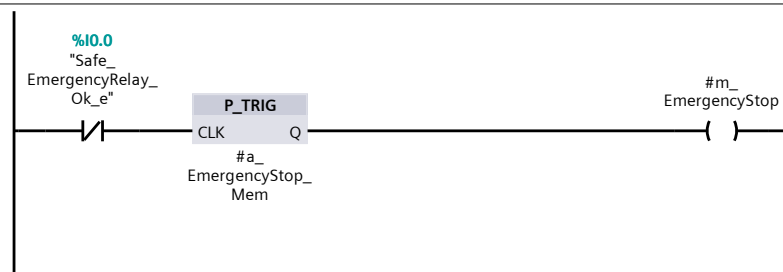 %I0.0
"Safe_
EmergencyRelay_
Ok_e"
P_TRIG
CLK Q
#a_
EmergencyStop_
Mem
#m_
EmergencyStop